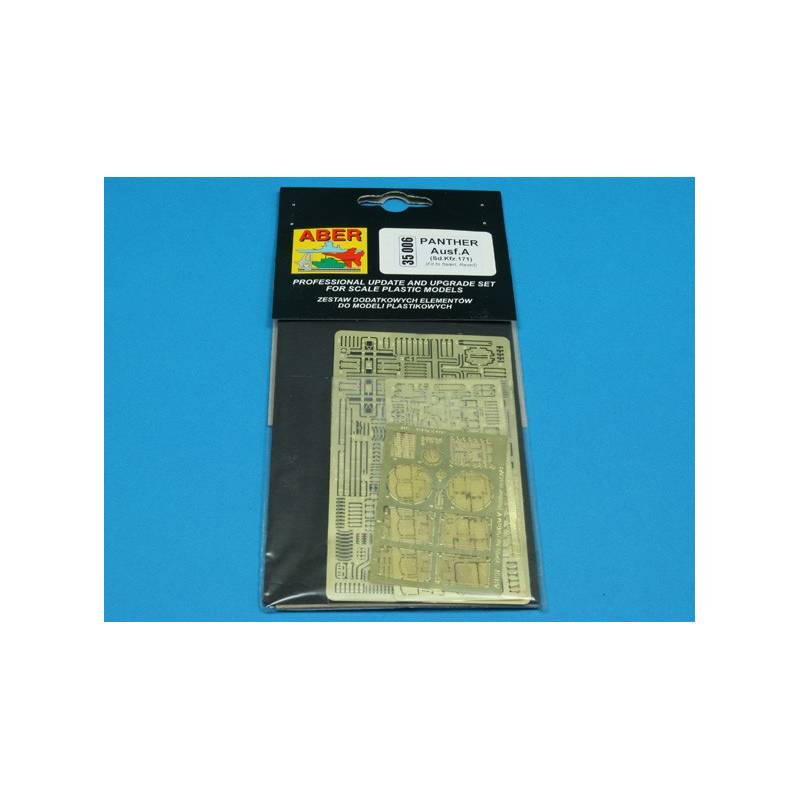 ABER
35 006
PANTHER
Ausf.A
(Sd.Kfz.171)
PROFESSIONAL UPDATE AND UPGRADE SET
FOR SCALE PLASTIC MODELS
ZESTAW DODATKOWYCH ELEMENTÓW
DO MODELI PLASTIKOWYCH